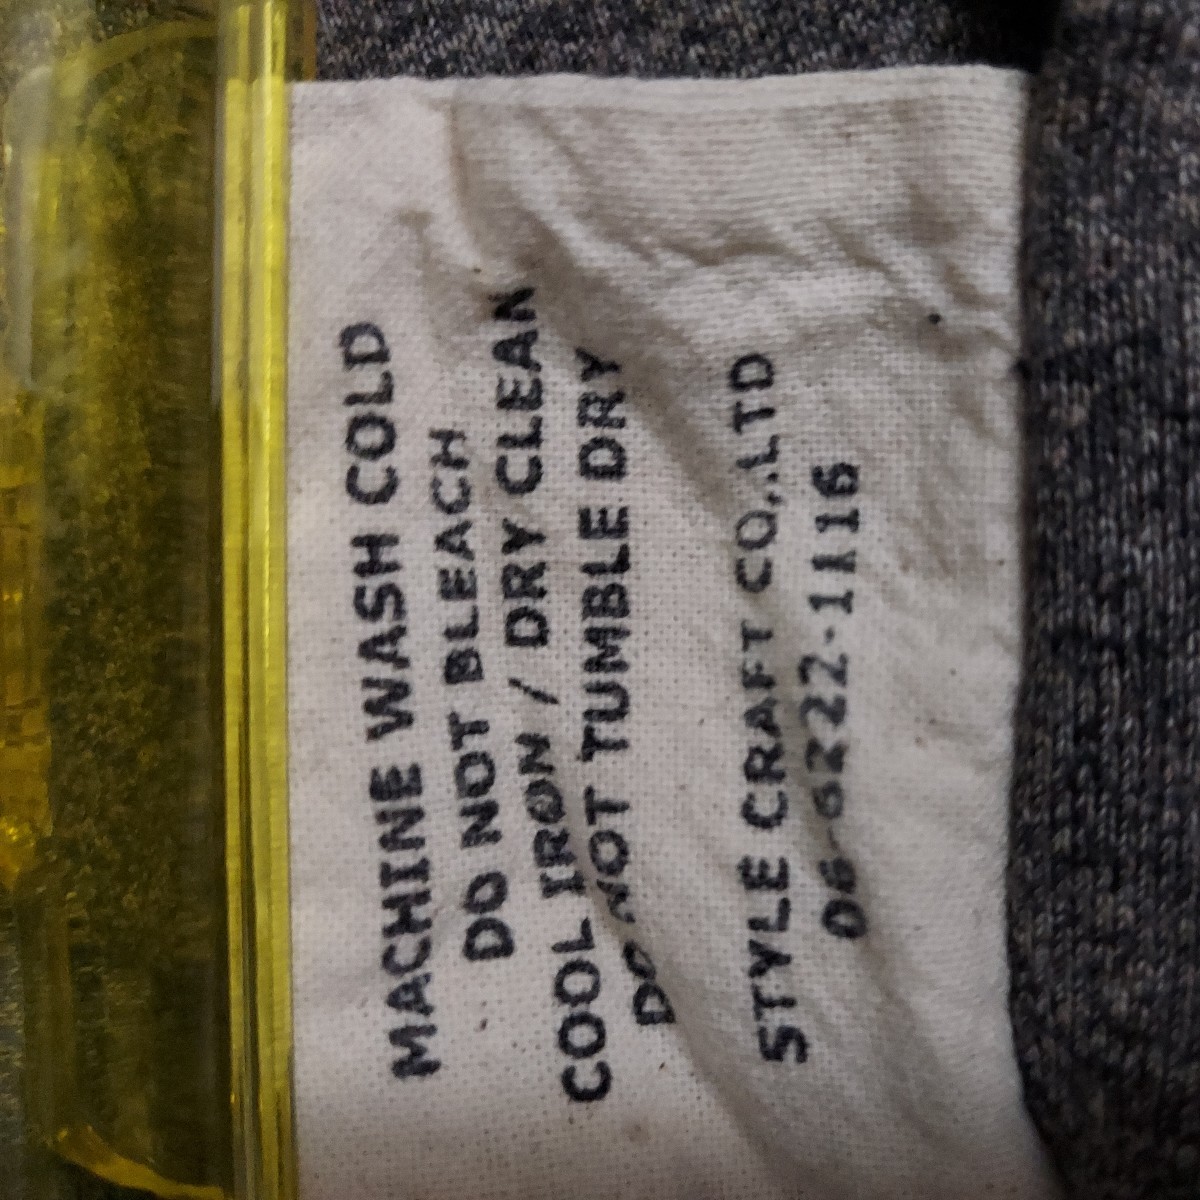 MACHINE WASH COLD
DO NOT BLEACH
COOL IRON / DRY CLEAN
DO NOT TUMBLE DRY
STYLE CRAFT CO,.LTD
06-6222-1116